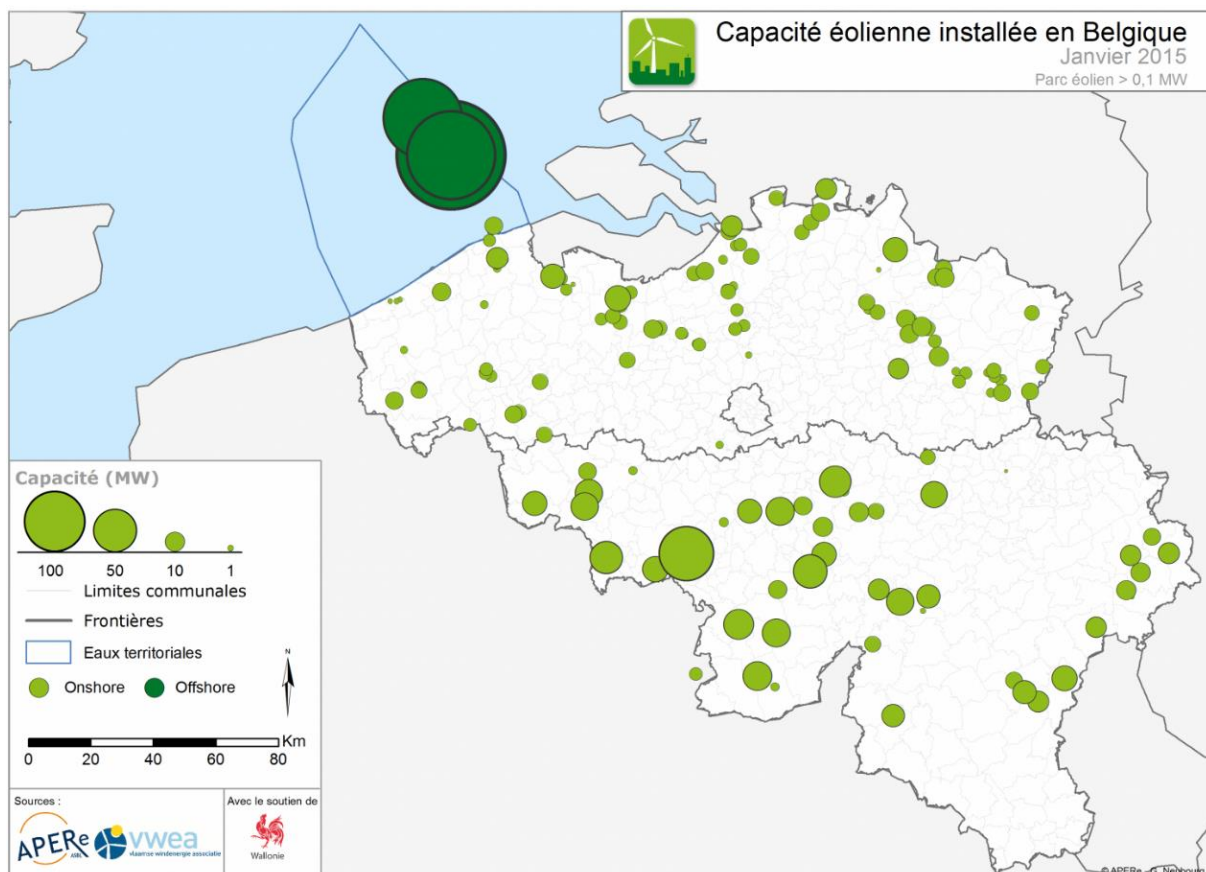 Capacité éolienne installée en Belgique
Janvier 2015
Parc éolien > 0,1 MW
Capacité (MW)
100 50 10 1
Limites communales
Frontières
Eaux territoriales
Onshore Offshore
N
Km
0 20 40 60 80
Sources :
APERe
ASBL
vwea
vlaamse windenergie associatie
Avec le soutien de
Wallonie
© APERe - G. Neubourg